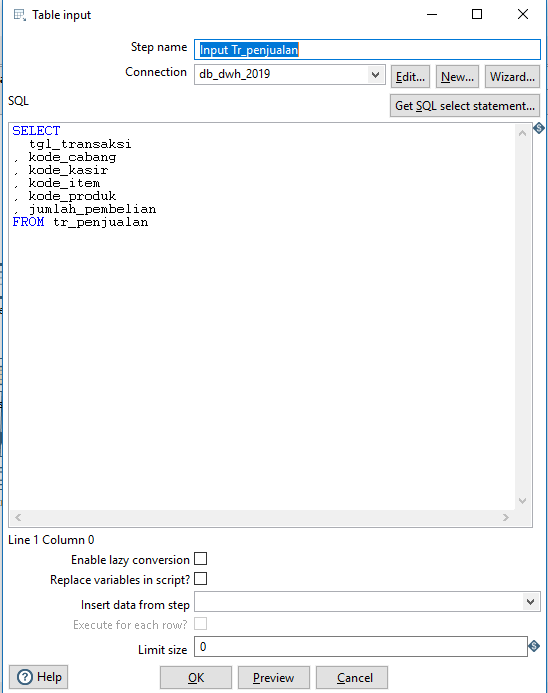 Table input
Step name Input Tr_penjualan
Connection db_dwh_2019 Edit... New... Wizard...
SQL Get SQL select statement...
SELECT
tgl_transaksi
, kode_cabang
, kode_kasir
, kode_item
, kode_produk
, jumlah_pembelian
FROM tr_penjualan
Line 1 Column 0
Enable lazy conversion
Replace variables in script?
Insert data from step
Execute for each row?
Limit size 0
Help OK Preview Cancel